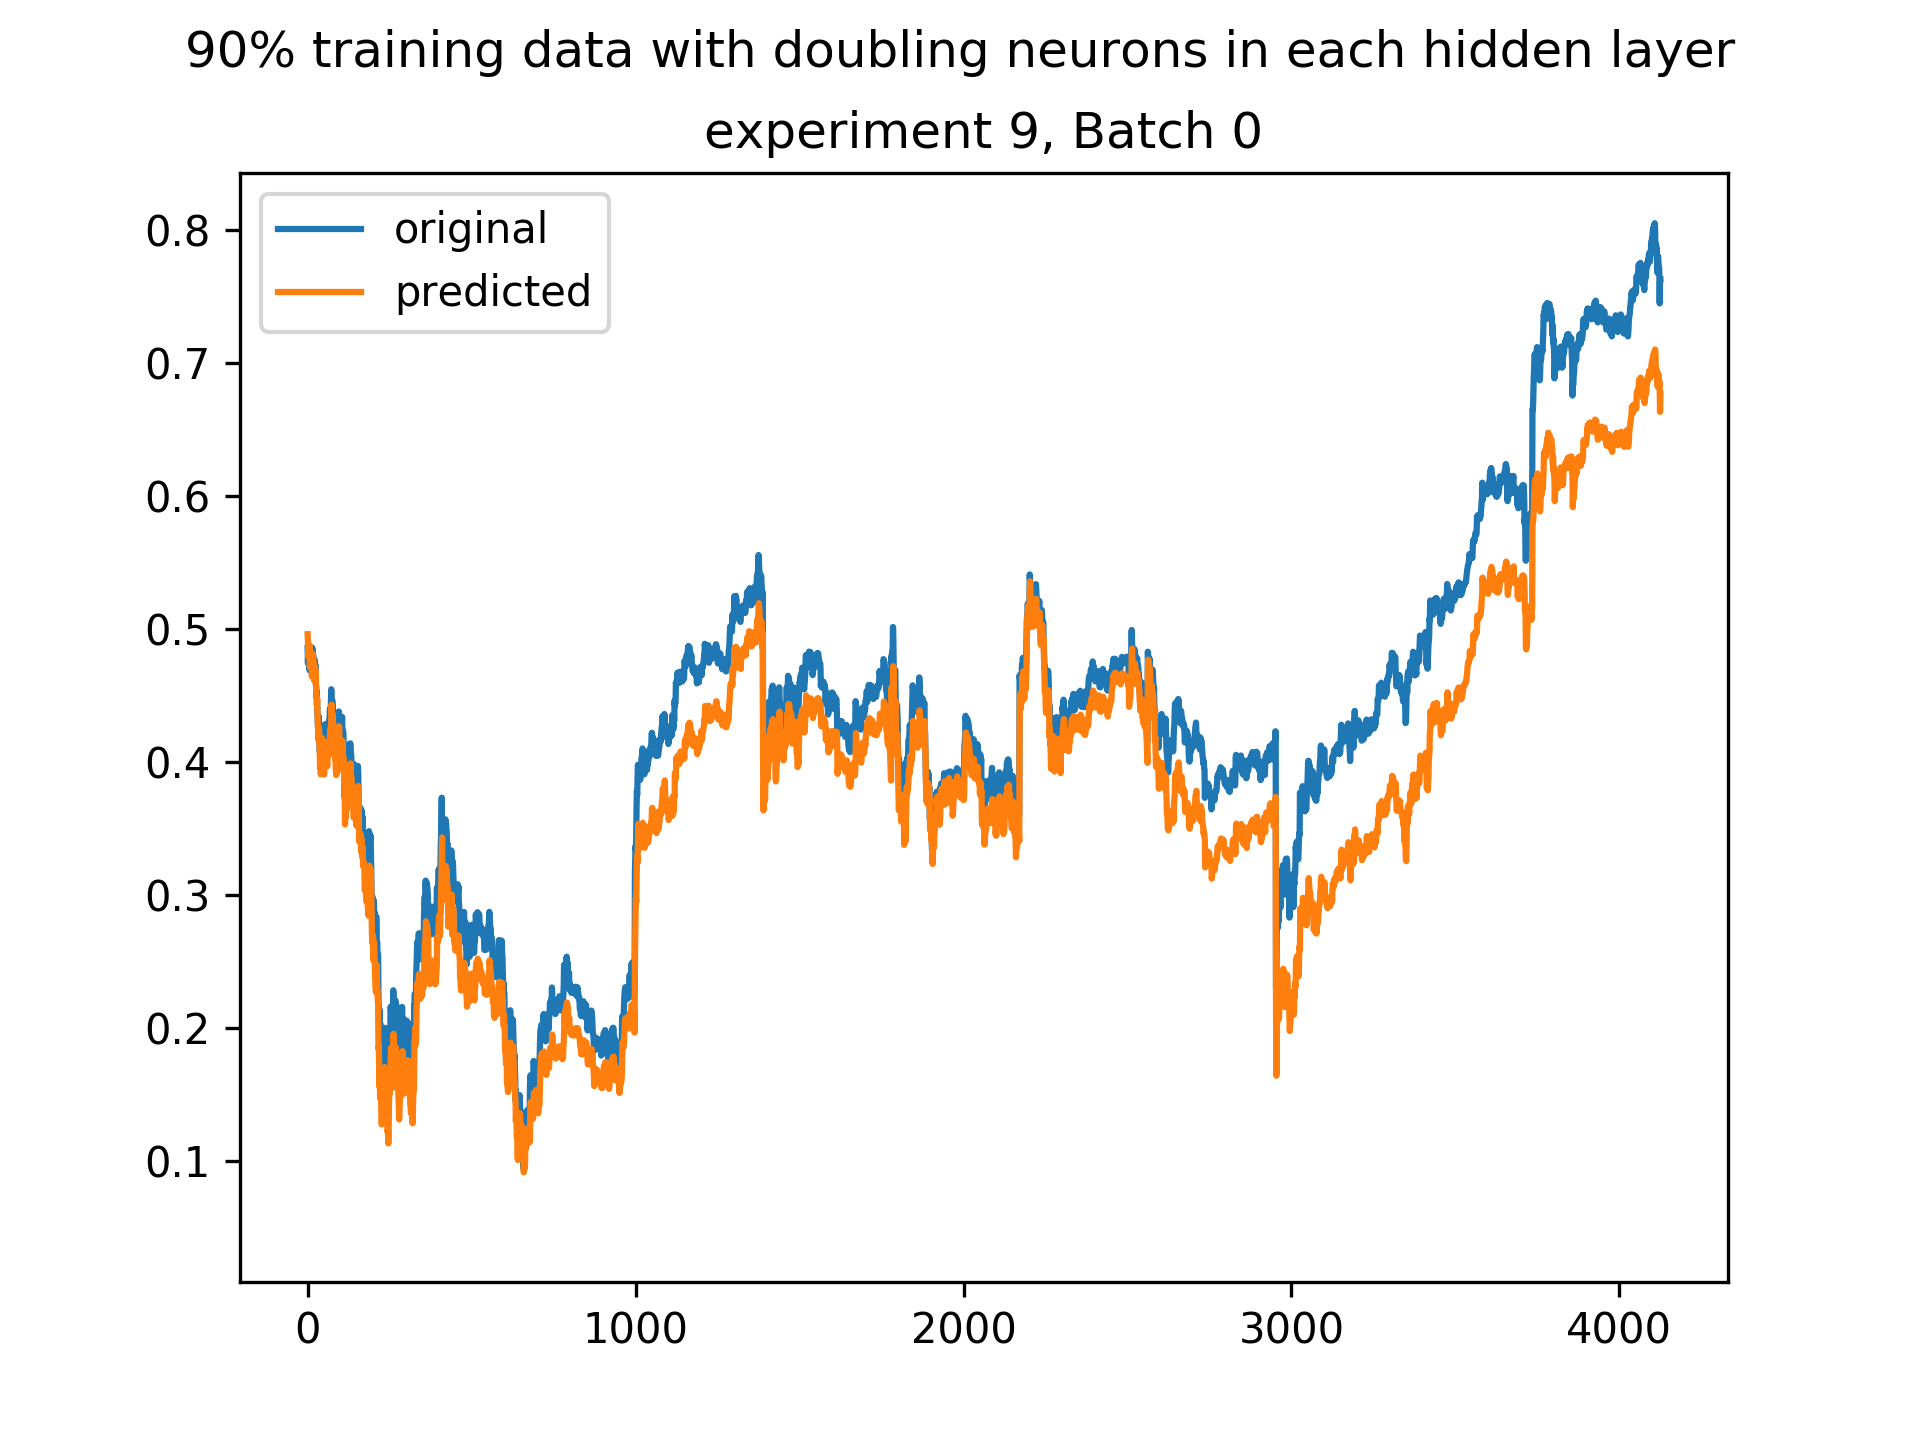 90% training data with doubling neurons in each hidden layer
experiment 9, Batch 0
original
predicted
0.8
0.7
0.6
0.5
0.4
0.3
0.2
0.1
0 1000 2000 3000 4000